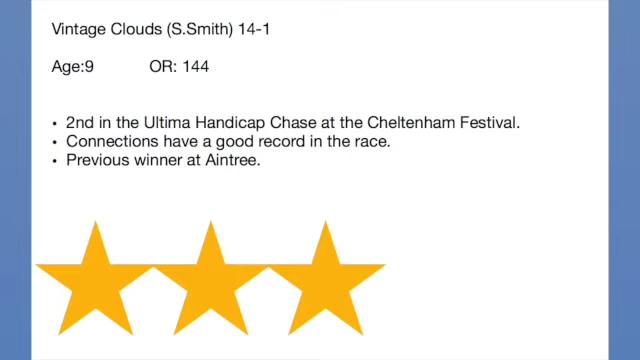 Vintage Clouds (S.Smith) 14-1
Age:9 OR: 144
• 2nd in the Ultima Handicap Chase at the Cheltenham Festival.
• Connections have a good record in the race.
• Previous winner at Aintree.